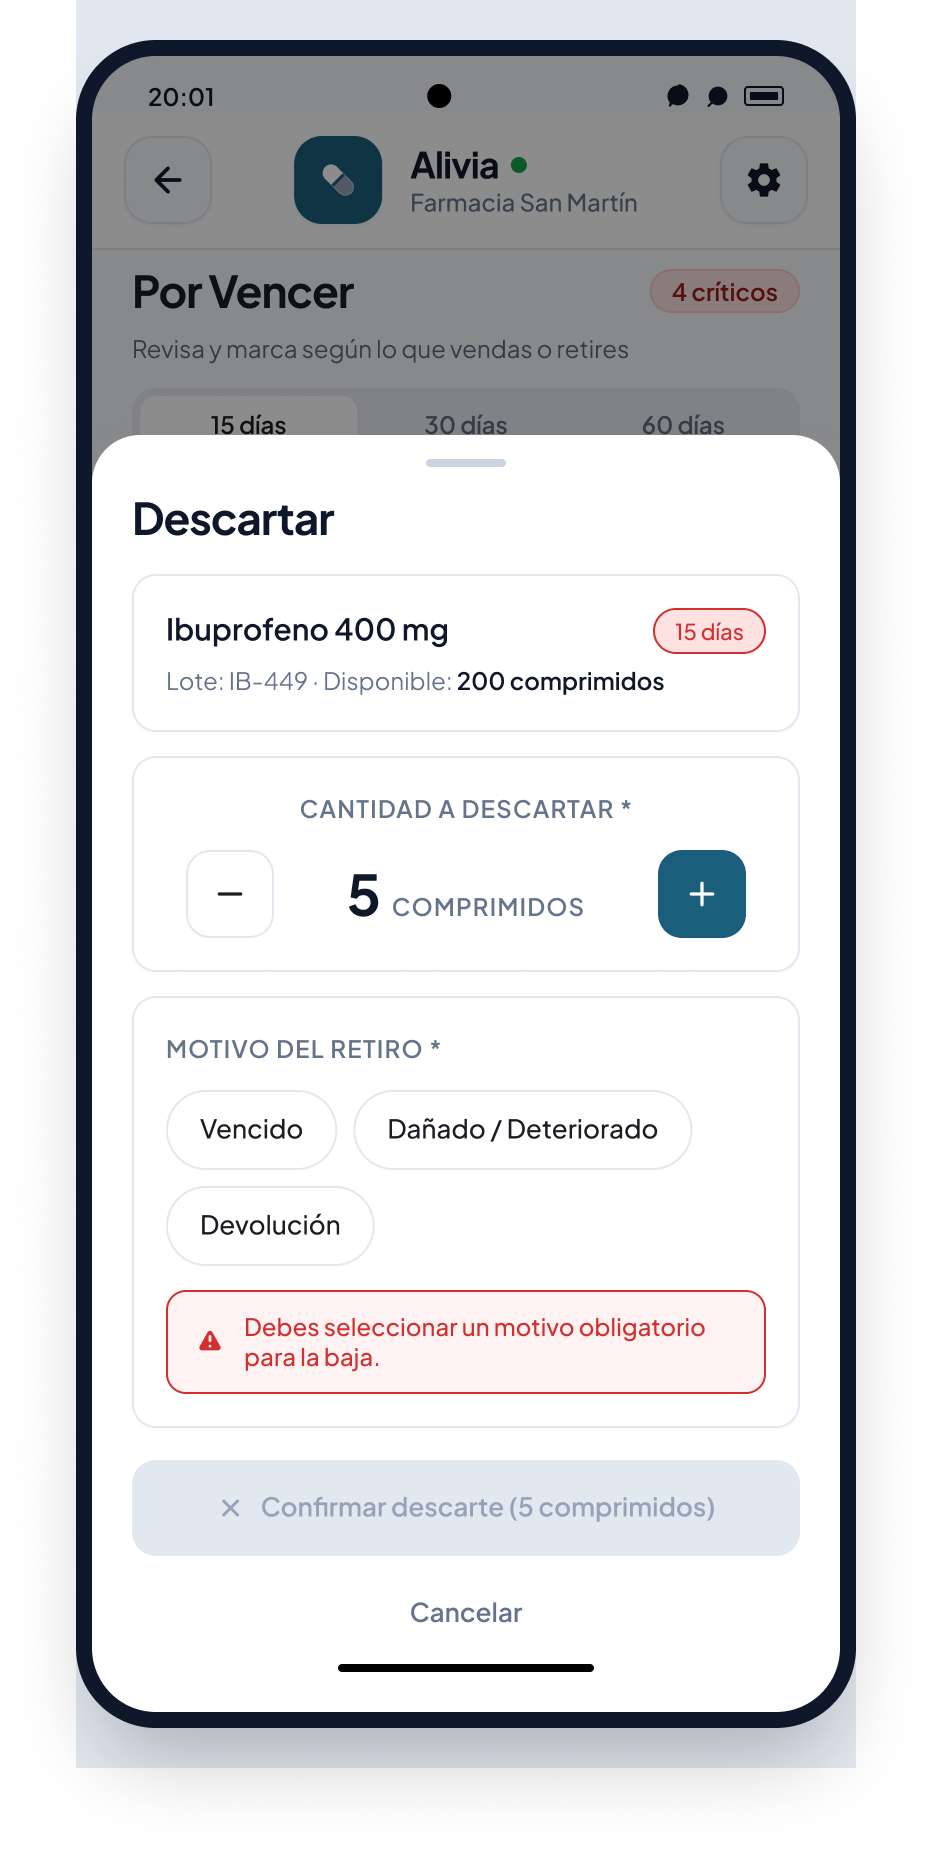 20:01
Alivia
Farmacia San Martín
Por Vencer
4 críticos
Revisa y marca según lo que vendas o retires
15 días
30 días
60 días
Descartar
Ibuprofeno 400 mg
15 días
Lote: IB-449 · Disponible: 200 comprimidos
CANTIDAD A DESCARTAR *
5 COMPRIMIDOS
MOTIVO DEL RETIRO *
Vencido
Dañado / Deteriorado
Devolución
Debes seleccionar un motivo obligatorio
para la baja.
Confirmar descarte (5 comprimidos)
Cancelar